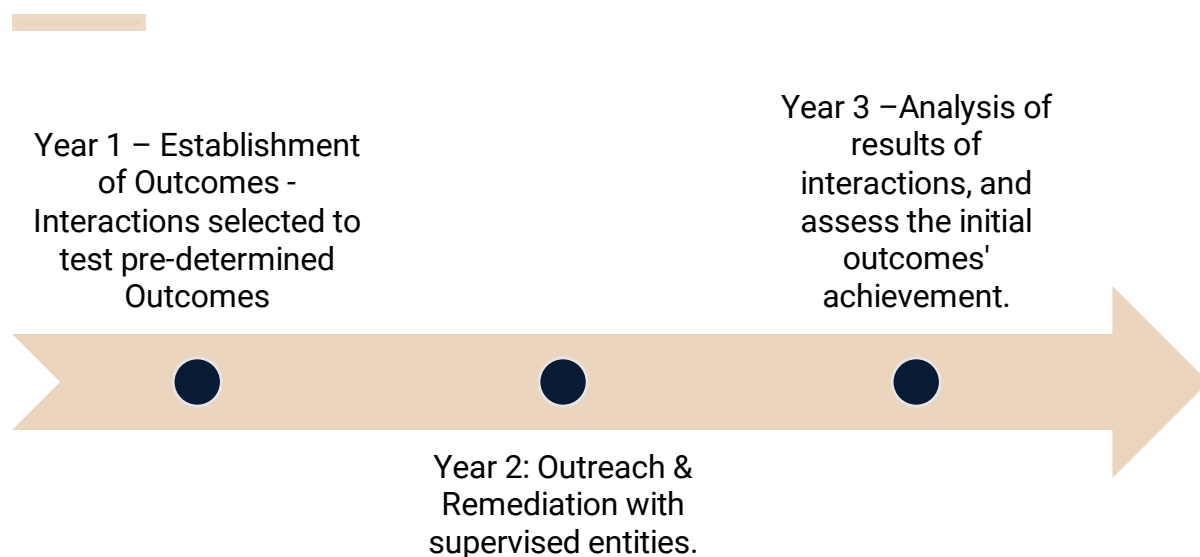 Year 1 – Establishment
of Outcomes -
Interactions selected to
test pre-determined
Outcomes
Year 2: Outreach &
Remediation with
supervised entities.
Year 3 –Analysis of
results of
interactions, and
assess the initial
outcomes'
achievement.